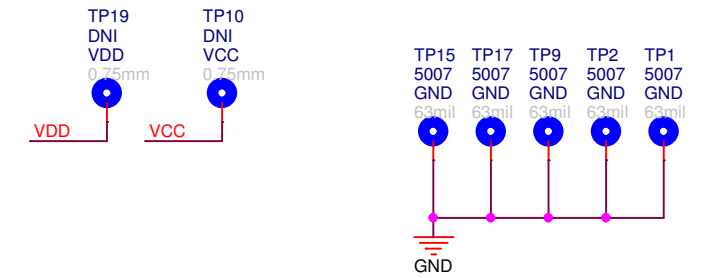 TP19
DNI
VDD
0.75mm
VDD
TP10
DNI
VCC
0.75mm
VCC
TP15
5007
GND
63mil
TP17
5007
GND
63mil
TP9
5007
GND
63mil
TP2
5007
GND
63mil
TP1
5007
GND
63mil
GND